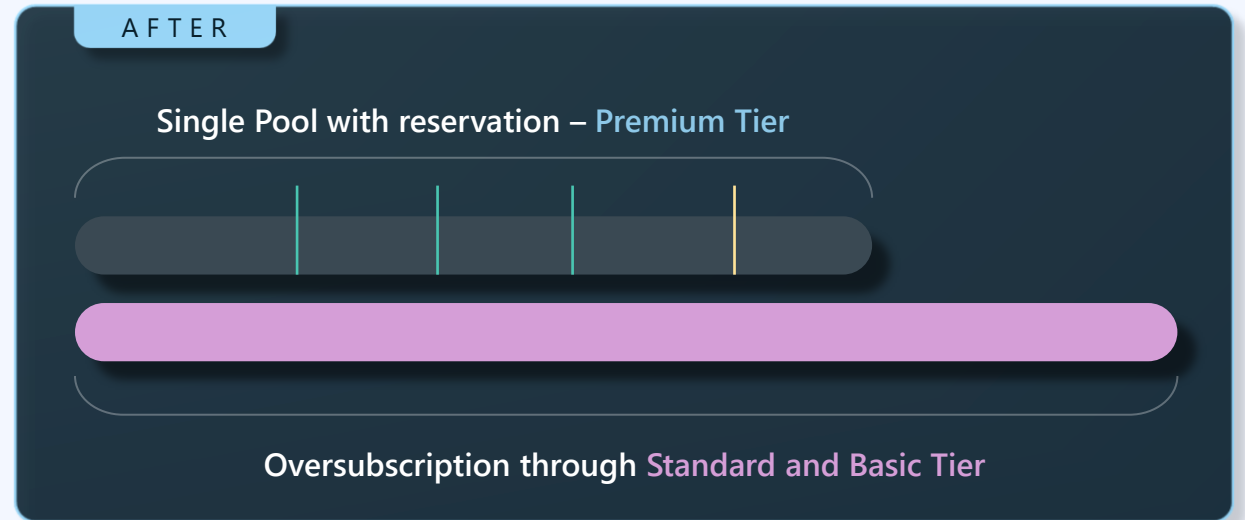 AFTER
Single Pool with reservation – Premium Tier
Oversubscription through Standard and Basic Tier